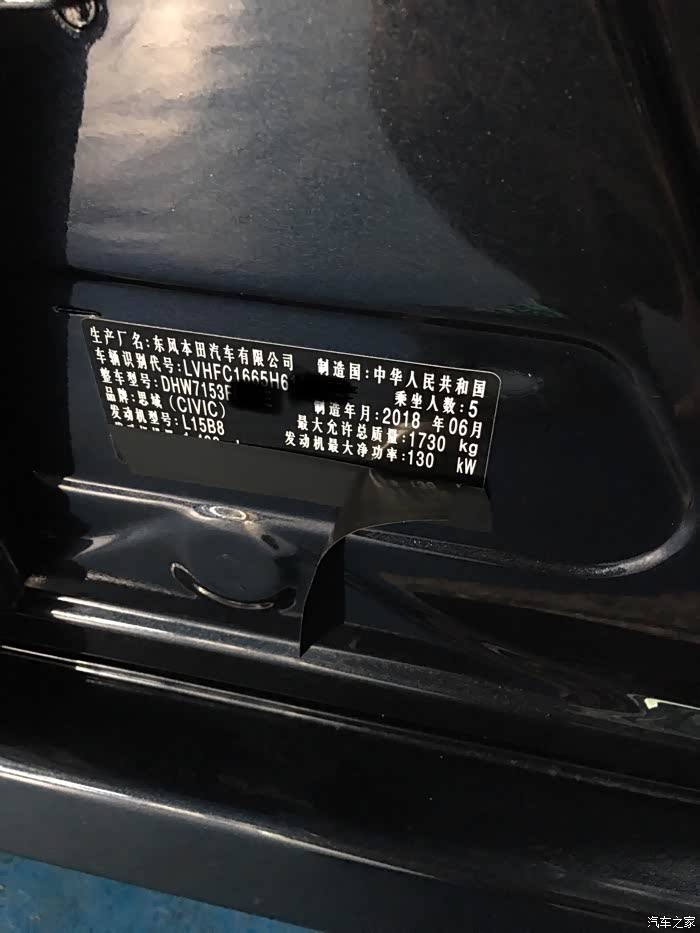 生产厂名:东风本田汽车有限公司 制造国:中华人民共和国
车辆识别代号:LVHFC1665H6 乘坐人数:5
整车型号:DHW7153 制造年月:2018 年06月
品牌:思域(CIVIC) 最大允许总质量:1730 kg
发动机型号:L15B8 发动机最大净功率:130 kW
汽车之家